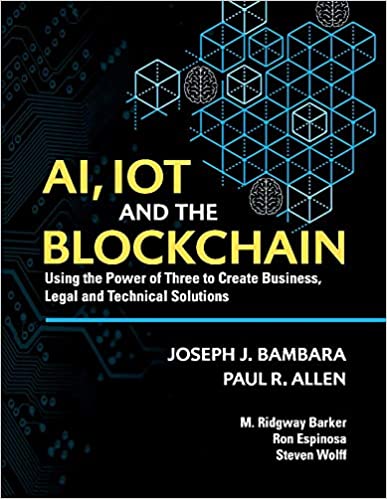 AI, IOT
AND THE
BLOCKCHAIN
Using the Power of Three to Create Business,
Legal and Technical Solutions
JOSEPH J. BAMBARA
PAUL R. ALLEN
M. Ridgway Barker
Ron Espinosa
Steven Wolff